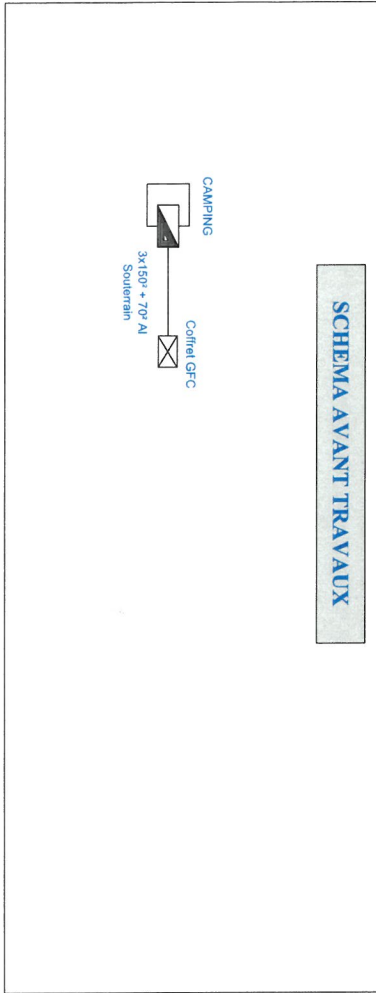 SCHEMA AVANT TRAVAUX
CAMPING
Coffret GFC
3x150² + 70² Al
Souterrain